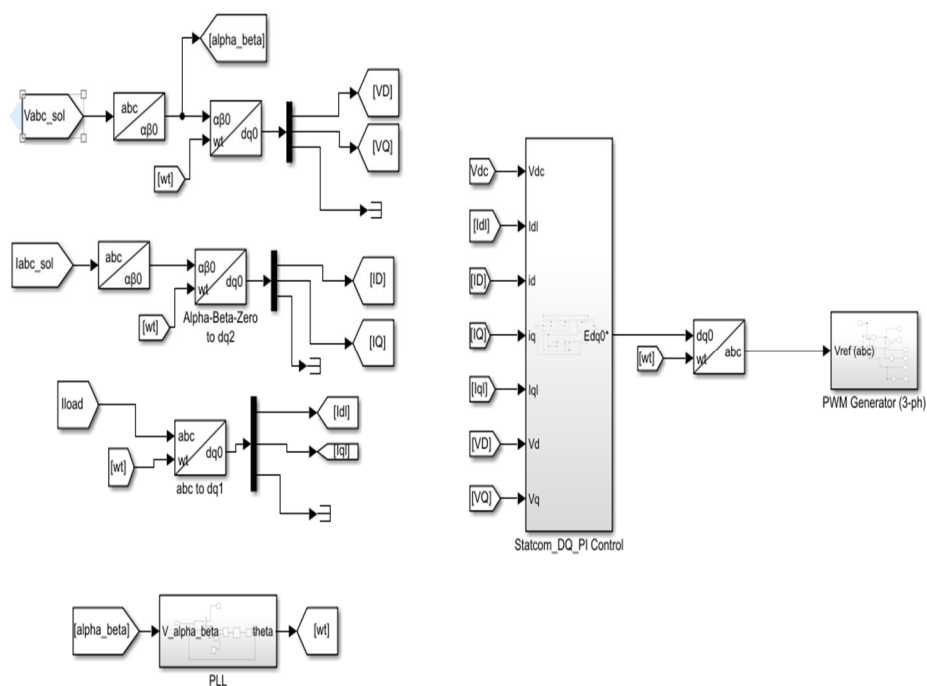 [alpha_beta]
Vabc_sol
abc
αβ0
αβ0
wt
dq0
[VD]
[VQ]
[wt]
Iabc_sol
abc
αβ0
αβ0
wt
dq0
[ID]
[wt]
Alpha-Beta-Zero
to dq2
[IQ]
Iload
abc
wt
dq0
[Idl]
[Iql]
[wt]
abc to dq1
[alpha_beta]
V_alpha_beta
theta
[wt]
PLL
Vdc
Vdc
[Idl]
Idl
[ID]
id
[IQ]
iq
[Iql]
Iql
[VD]
Vd
[VQ]
Vq
Edq0*
Statcom_DQ_PI Control
[wt]
dq0
wt
abc
Vref (abc)
PWM Generator (3-ph)